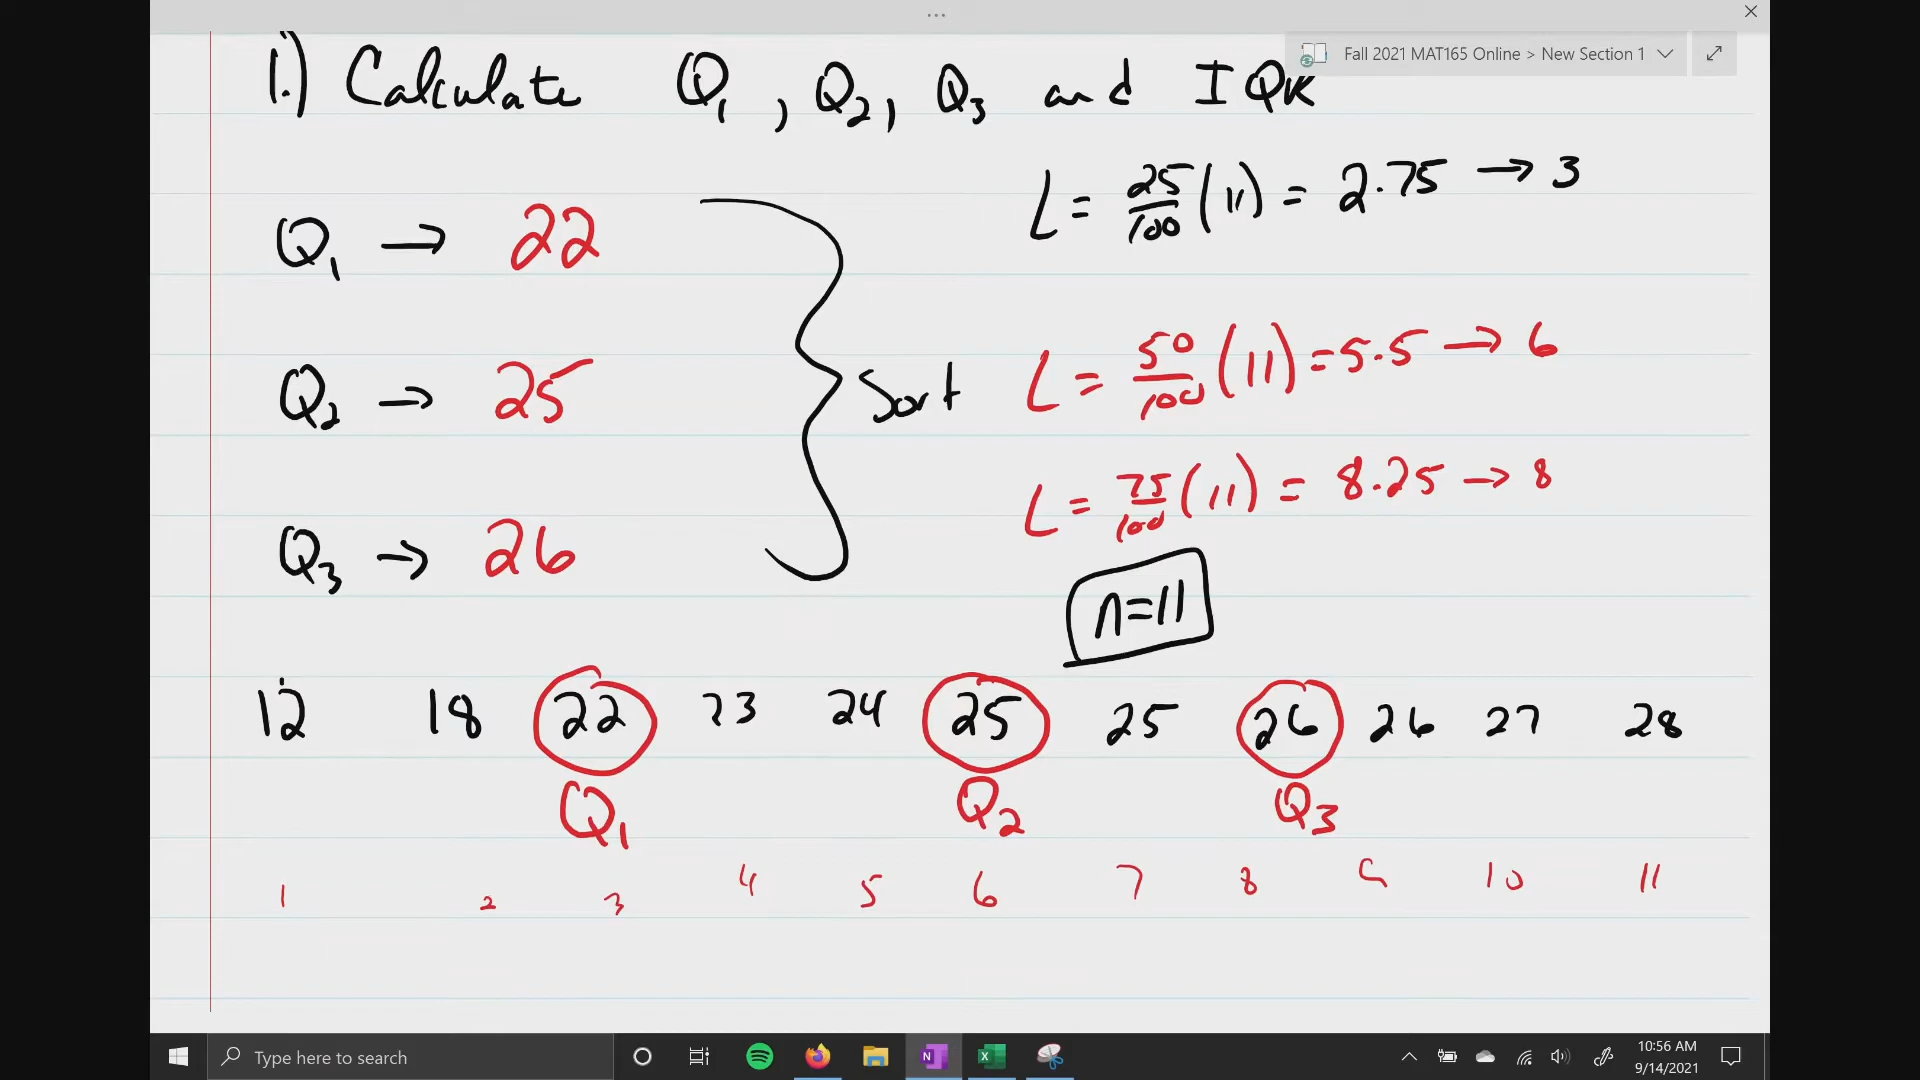 ...
Fall 2021 MAT165 Online > New Section 1
1.) Calculate Q1, Q2, Q3 and IQR
L = 25/100 (11) = 2.75 → 3
Q1 → 22
L = 50/100 (11) = 5.5 → 6
Q2 → 25
Sort
L = 75/100 (11) = 8.25 → 8
Q3 → 26
n=11
12 18 22 23 24 25 25 26 26 27 28
Q1 Q2 Q3
1 2 3 4 5 6 7 8 9 10 11
Type here to search
10:56 AM
9/14/2021